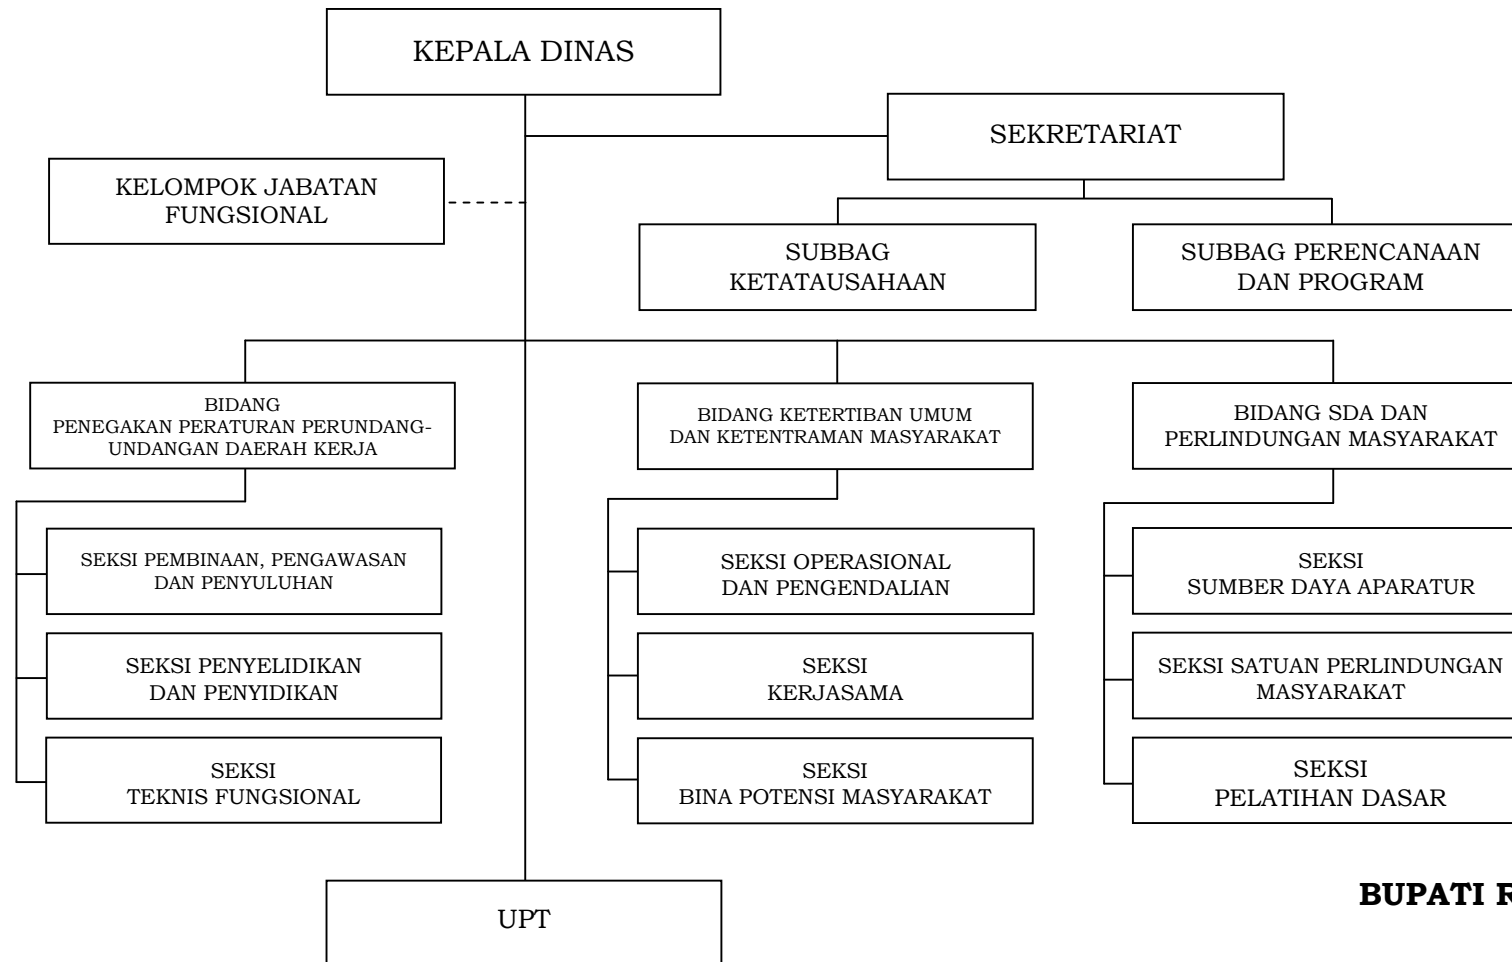 KEPALA DINAS
SEKRETARIAT
KELOMPOK JABATAN
FUNGSIONAL
SUBBAG
KETATAUSAHAAN
SUBBAG PERENCANAAN
DAN PROGRAM
BIDANG
PENEGAKAN PERATURAN PERUNDANG-
UNDANGAN DAERAH KERJA
BIDANG KETERTIBAN UMUM
DAN KETENTRAMAN MASYARAKAT
BIDANG SDA DAN
PERLINDUNGAN MASYARAKAT
SEKSI PEMBINAAN, PENGAWASAN
DAN PENYULUHAN
SEKSI OPERASIONAL
DAN PENGENDALIAN
SEKSI
SUMBER DAYA APARATUR
SEKSI PENYELIDIKAN
DAN PENYIDIKAN
SEKSI
KERJASAMA
SEKSI SATUAN PERLINDUNGAN
MASYARAKAT
SEKSI
TEKNIS FUNGSIONAL
SEKSI
BINA POTENSI MASYARAKAT
SEKSI
PELATIHAN DASAR
UPT
BUPATI R